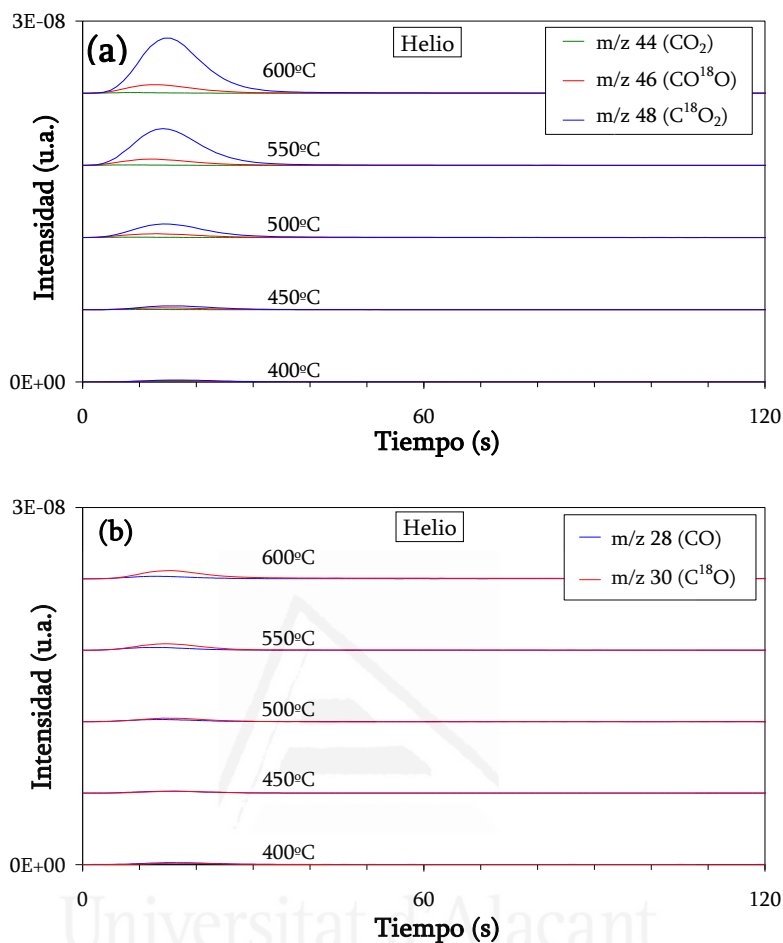 3E-08
(a)
Helio
600ºC
m/z 44 (CO₂)
m/z 46 (CO¹⁸O)
m/z 48 (C¹⁸O₂)
550ºC
500ºC
450ºC
400ºC
0E+00
Intensidad (u.a.)
0
60
120
Tiempo (s)
3E-08
(b)
Helio
600ºC
m/z 28 (CO)
m/z 30 (C¹⁸O)
550ºC
500ºC
450ºC
400ºC
0E+00
Intensidad (u.a.)
0
60
120
Tiempo (s)
Universitat d'Alacant